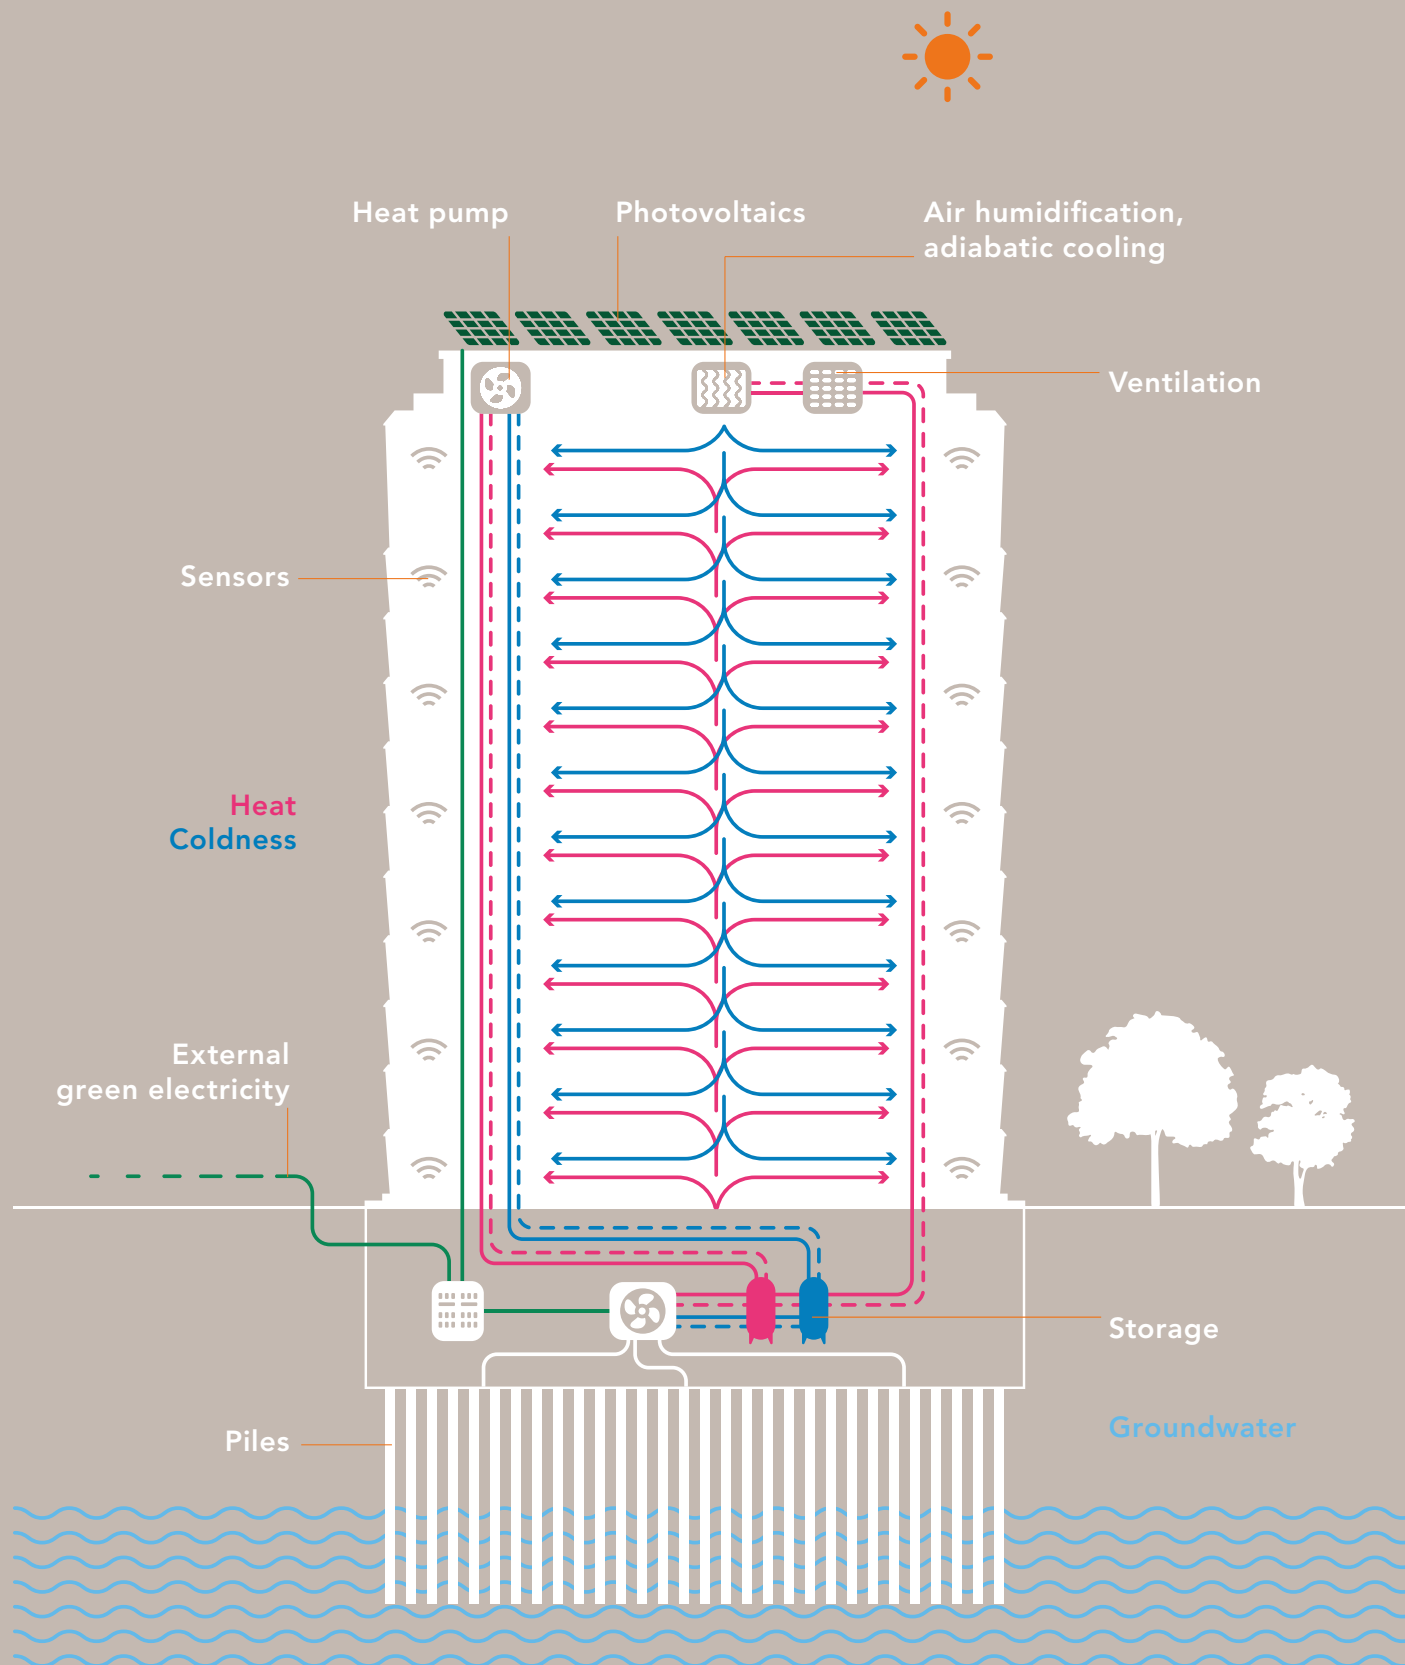 Heat pump
Photovoltaics
Air humidification,
adiabatic cooling
Ventilation
Sensors
Heat
Coldness
External
green electricity
Storage
Piles
Groundwater